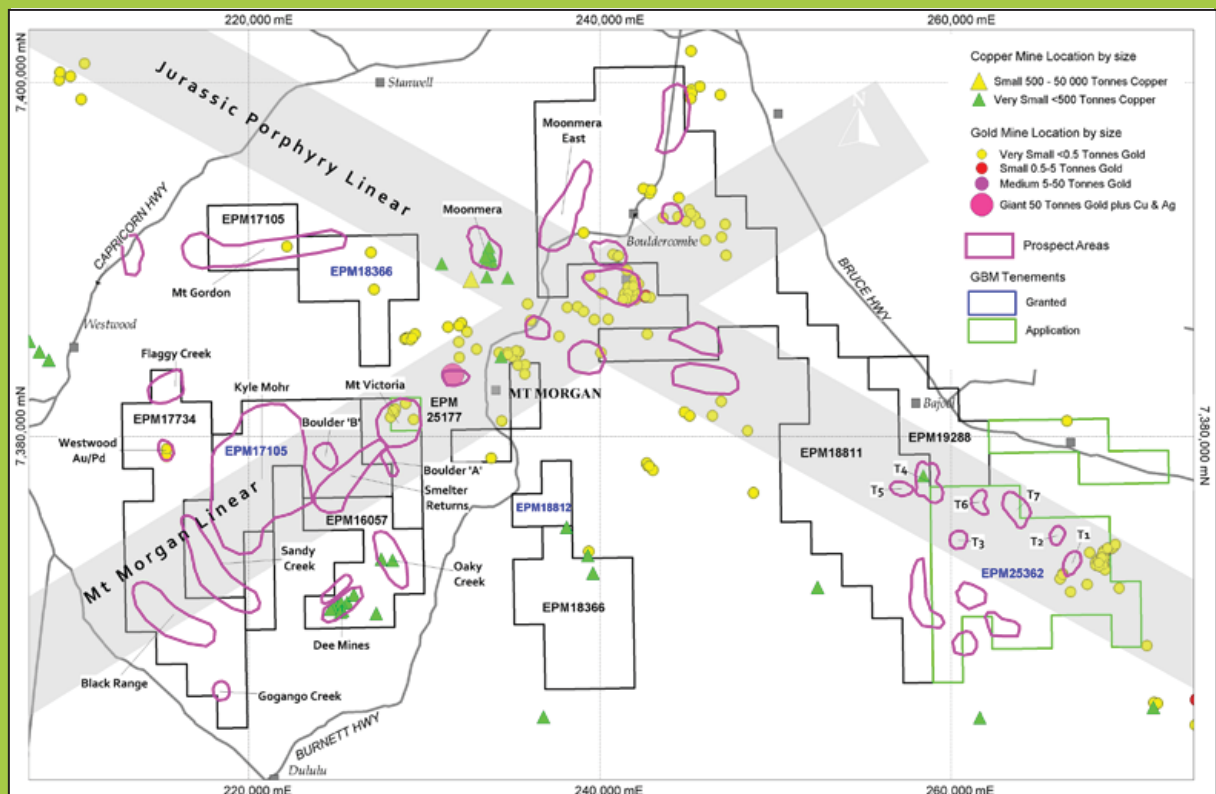 220,000 mE
240,000 mE
260,000 mE
7,400,000 mN
Jurassic Porphyry Linear
Stanwell
Moonmera
East
N
Copper Mine Location by size
Small 500 - 50 000 Tonnes Copper
Very Small <500 Tonnes Copper
Gold Mine Location by size
Very Small <0.5 Tonnes Gold
Small 0.5-5 Tonnes Gold
Medium 5-50 Tonnes Gold
Giant 50 Tonnes Gold plus Cu & Ag
Prospect Areas
GBM Tenements
Granted
Application
CAPRICORN HWY
EPM17105
Moonmera
Bouldercombe
EPM18366
Mt Gordon
BRUCE HWY
Westwood
Flaggy Creek
Kyle Mohr
Mt Victoria
MT MORGAN
EPM
25177
Bajool
EPM17734
Boulder 'B'
Westwood
Au/Pd
EPM17105
Boulder 'A'
Smelter
Returns
EPM18811
EPM19288
7,380,000 mN
T4
T5
T6
T7
T3
T2
T1
EPM25362
EPM16057
EPM18812
Mt Morgan Linear
Sandy
Creek
Oaky
Creek
EPM18366
Dee Mines
Black Range
Gogango Creek
BURNETT HWY
Dululu
220,000 mE
240,000 mE
260,000 mE